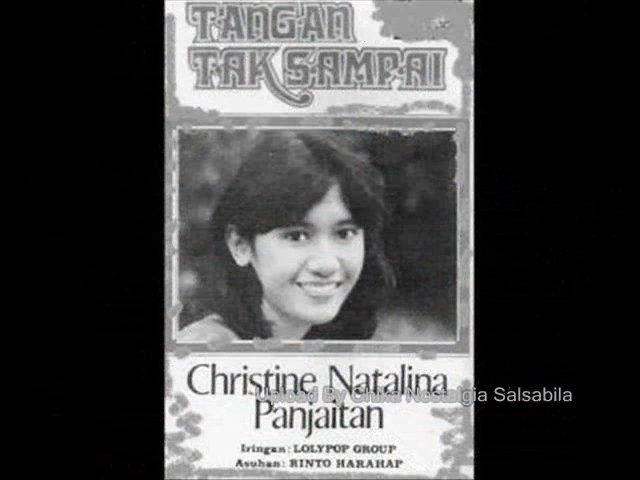 TANGAN
TAK SAMPAI
Christine Natalina
Upload By Chika Nostalgia Salsabila
Panjaitan
Iringan: LOLYPOP GROUP
Asuhan: RINTO HARAHAP